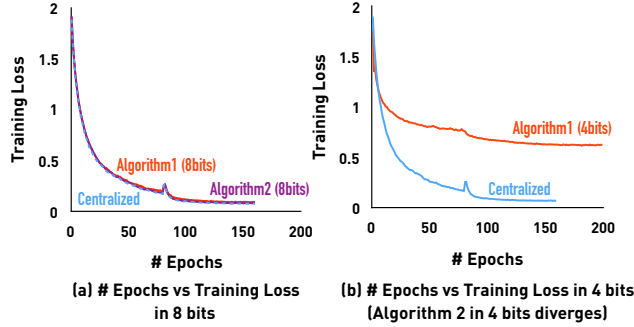 2
1.5
1
0.5
0
Training Loss
Algorithm1 (8bits)
Algorithm2 (8bits)
Centralized
0
50
100
150
200
# Epochs
(a) # Epochs vs Training Loss
in 8 bits
2
1.5
1
0.5
0
Training Loss
Algorithm1 (4bits)
Centralized
0
50
100
150
200
# Epochs
(b) # Epochs vs Training Loss in 4 bits
(Algorithm 2 in 4 bits diverges)